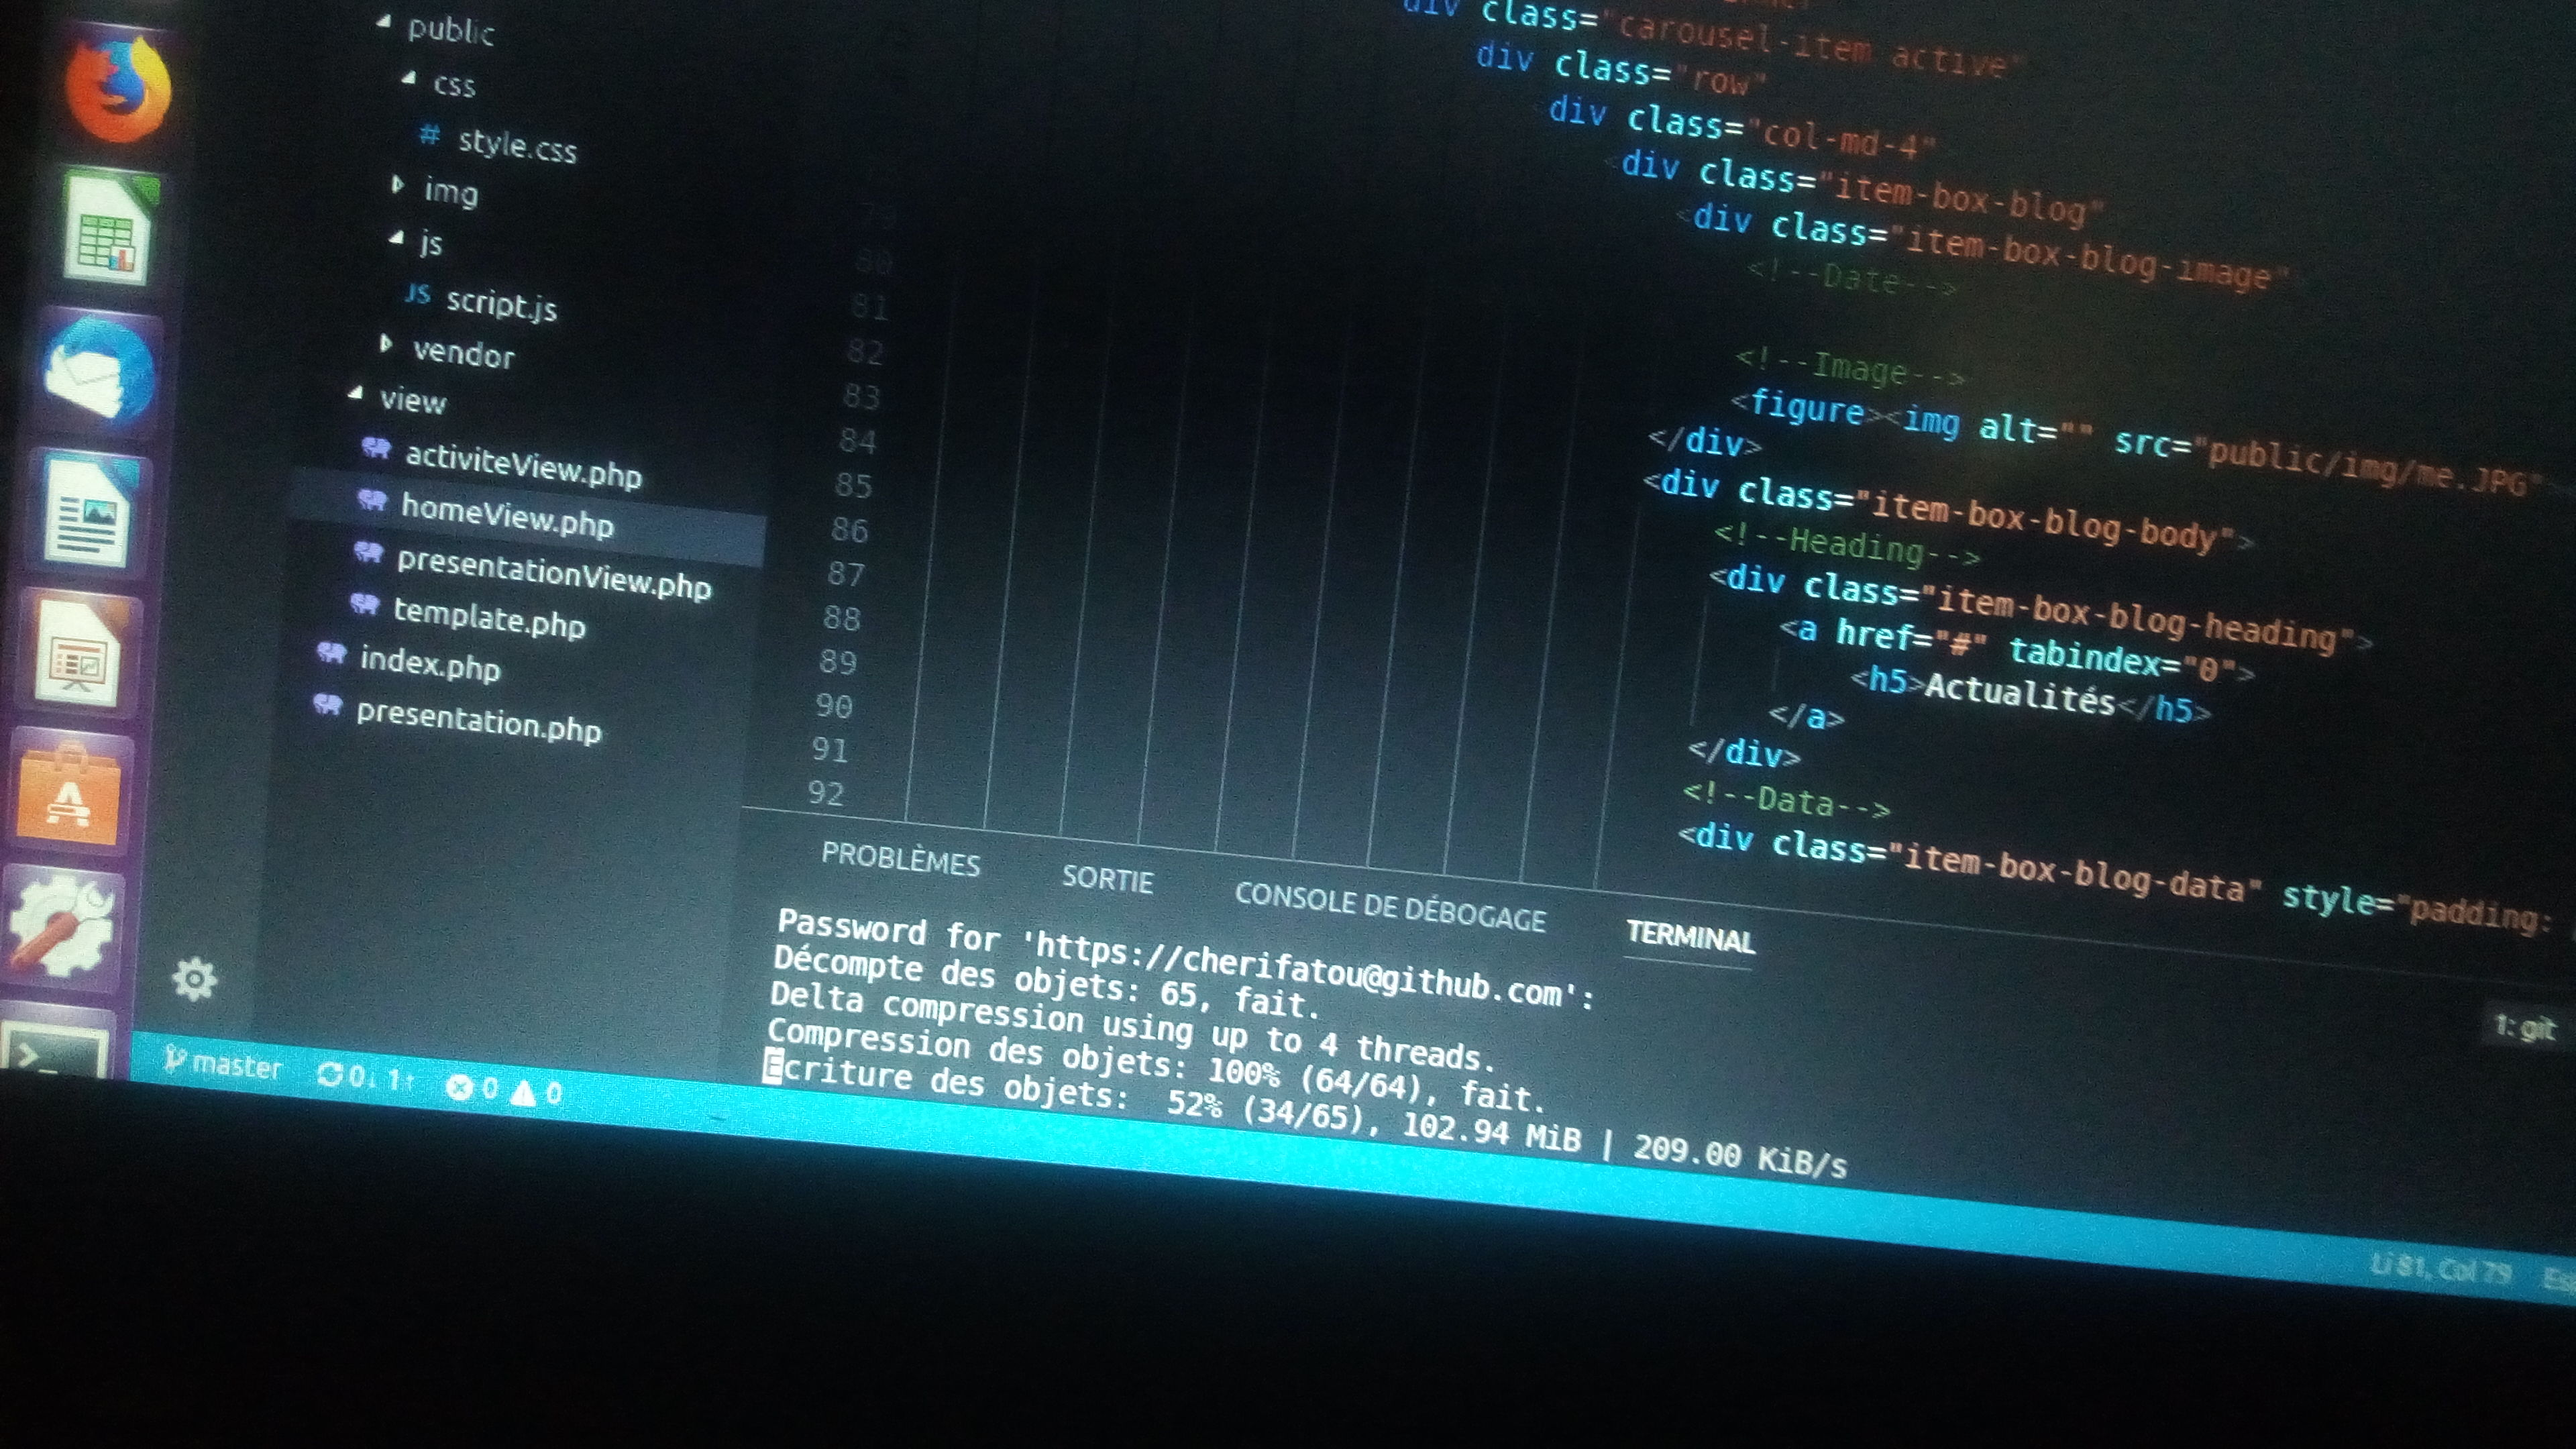 public
css
# style.css
img
js
JS script.js
vendor
view
activiteView.php
homeView.php
presentationView.php
template.php
index.php
presentation.php
div class="carousel-item active"
div class="row"
div class="col-md-4"
div class="item-box-blog"
<div class="item-box-blog-image"
<!--Date-->
<!--Image-->
<figure><img alt="" src="public/img/me.JPG"
</div>
<div class="item-box-blog-body">
<!--Heading-->
<div class="item-box-blog-heading">
<a href="#" tabindex="0">
<h5>Actualités</h5>
</a>
</div>
<!--Data-->
<div class="item-box-blog-data" style="padding:
79
80
81
82
83
84
85
86
87
88
89
90
91
92
PROBLÈMES SORTIE CONSOLE DE DÉBOGAGE TERMINAL
1: git
Password for 'https://cherifatou@github.com':
Décompte des objets: 65, fait.
Delta compression using up to 4 threads.
Compression des objets: 100% (64/64), fait.
Écriture des objets:  52% (34/65), 102.94 MiB | 209.00 KiB/s
master 0↓ 1↑ 0 0
Li 81, Col 79